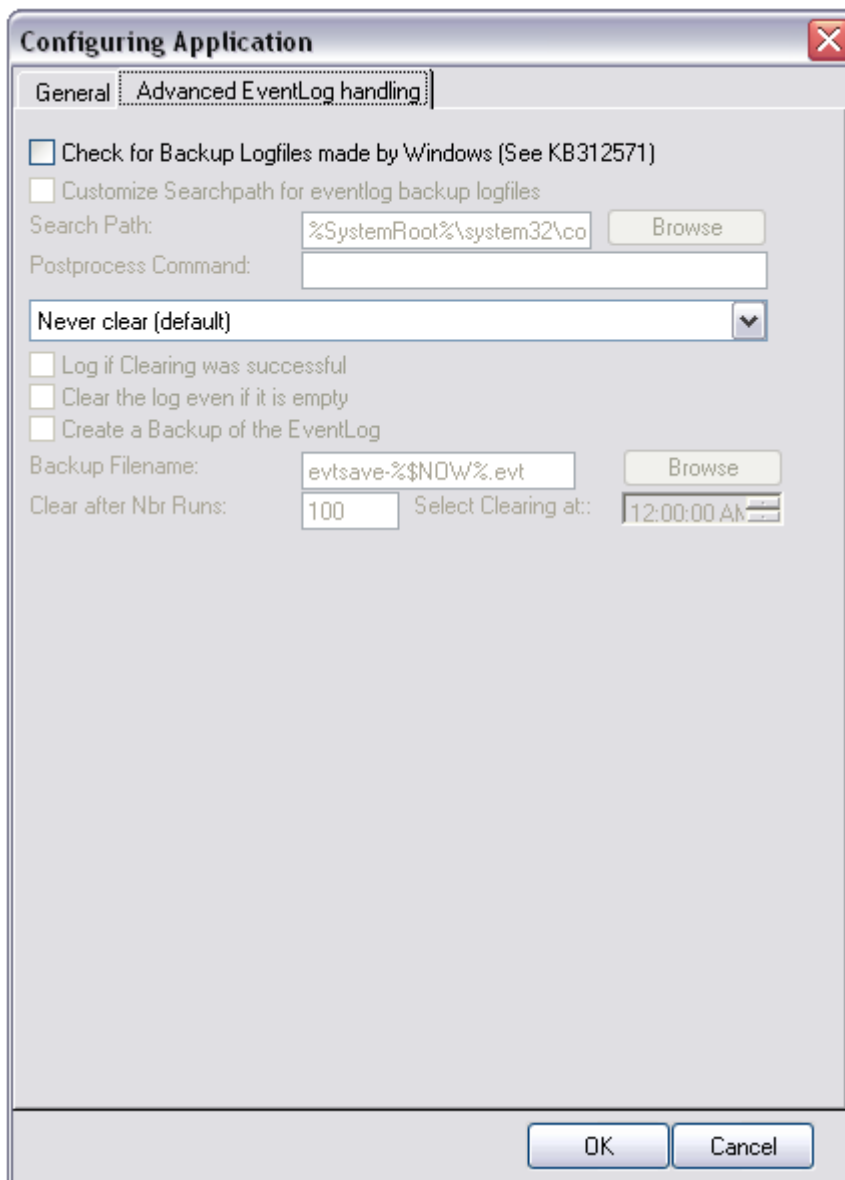 Configuring Application
General Advanced EventLog handling
Check for Backup Logfiles made by Windows (See KB312571)
Customize Searchpath for eventlog backup logfiles
Search Path: %SystemRoot%\system32\co Browse
Postprocess Command:
Never clear (default)
Log if Clearing was successful
Clear the log even if it is empty
Create a Backup of the EventLog
Backup Filename: evtsave-%$NOW%.evt Browse
Clear after Nbr Runs: 100 Select Clearing at:: 12:00:00 AM
OK Cancel